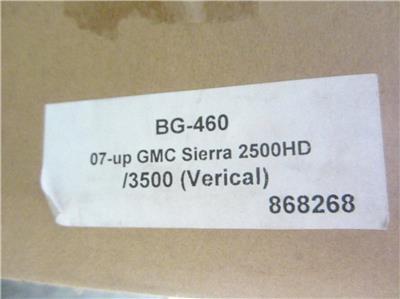 BG-460
07-up GMC Sierra 2500HD
/3500 (Verical)
868268